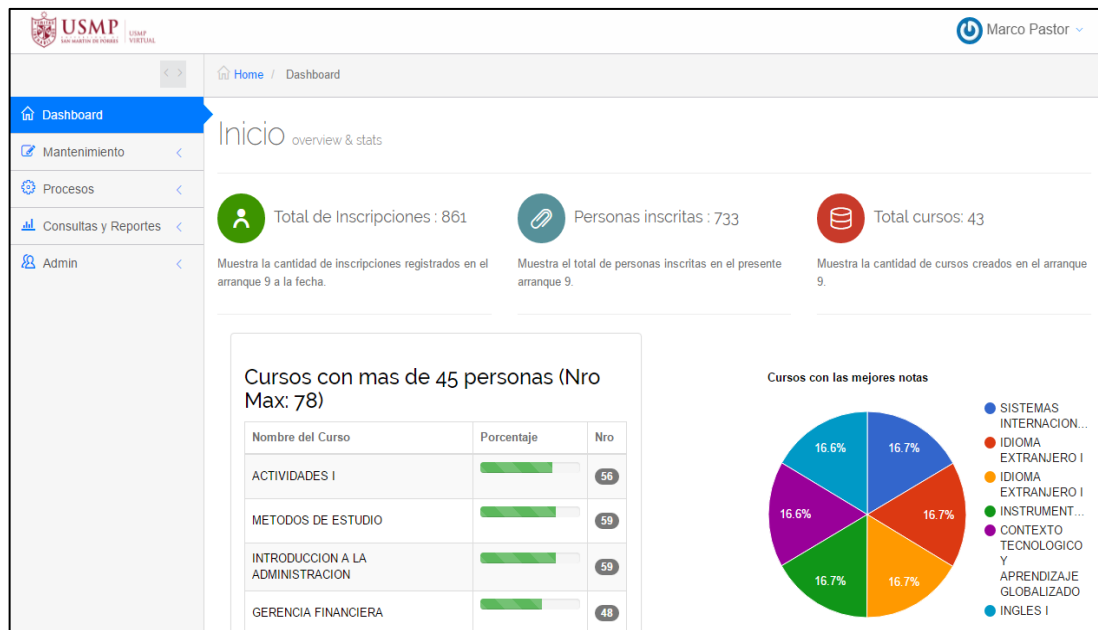 USMP
SAN MARTIN DE PORRES
USMP
VIRTUAL
Marco Pastor
Home / Dashboard
Dashboard
Mantenimiento
Procesos
Consultas y Reportes
Admin
Inicio overview & stats
Total de Inscripciones : 861
Muestra la cantidad de inscripciones registrados en el
arranque 9 a la fecha.
Personas inscritas : 733
Muestra el total de personas inscritas en el presente
arranque 9.
Total cursos: 43
Muestra la cantidad de cursos creados en el arranque
9.
Cursos con mas de 45 personas (Nro
Max: 78)
Nombre del Curso Porcentaje Nro
ACTIVIDADES I 56
METODOS DE ESTUDIO 59
INTRODUCCION A LA
ADMINISTRACION 59
GERENCIA FINANCIERA 48
Cursos con las mejores notas
16.6% 16.7%
16.6% 16.7%
16.7% 16.7%
SISTEMAS
INTERNACION...
IDIOMA
EXTRANJERO I
IDIOMA
EXTRANJERO I
INSTRUMENT...
CONTEXTO
TECNOLOGICO
Y
APRENDIZAJE
GLOBALIZADO
INGLES I